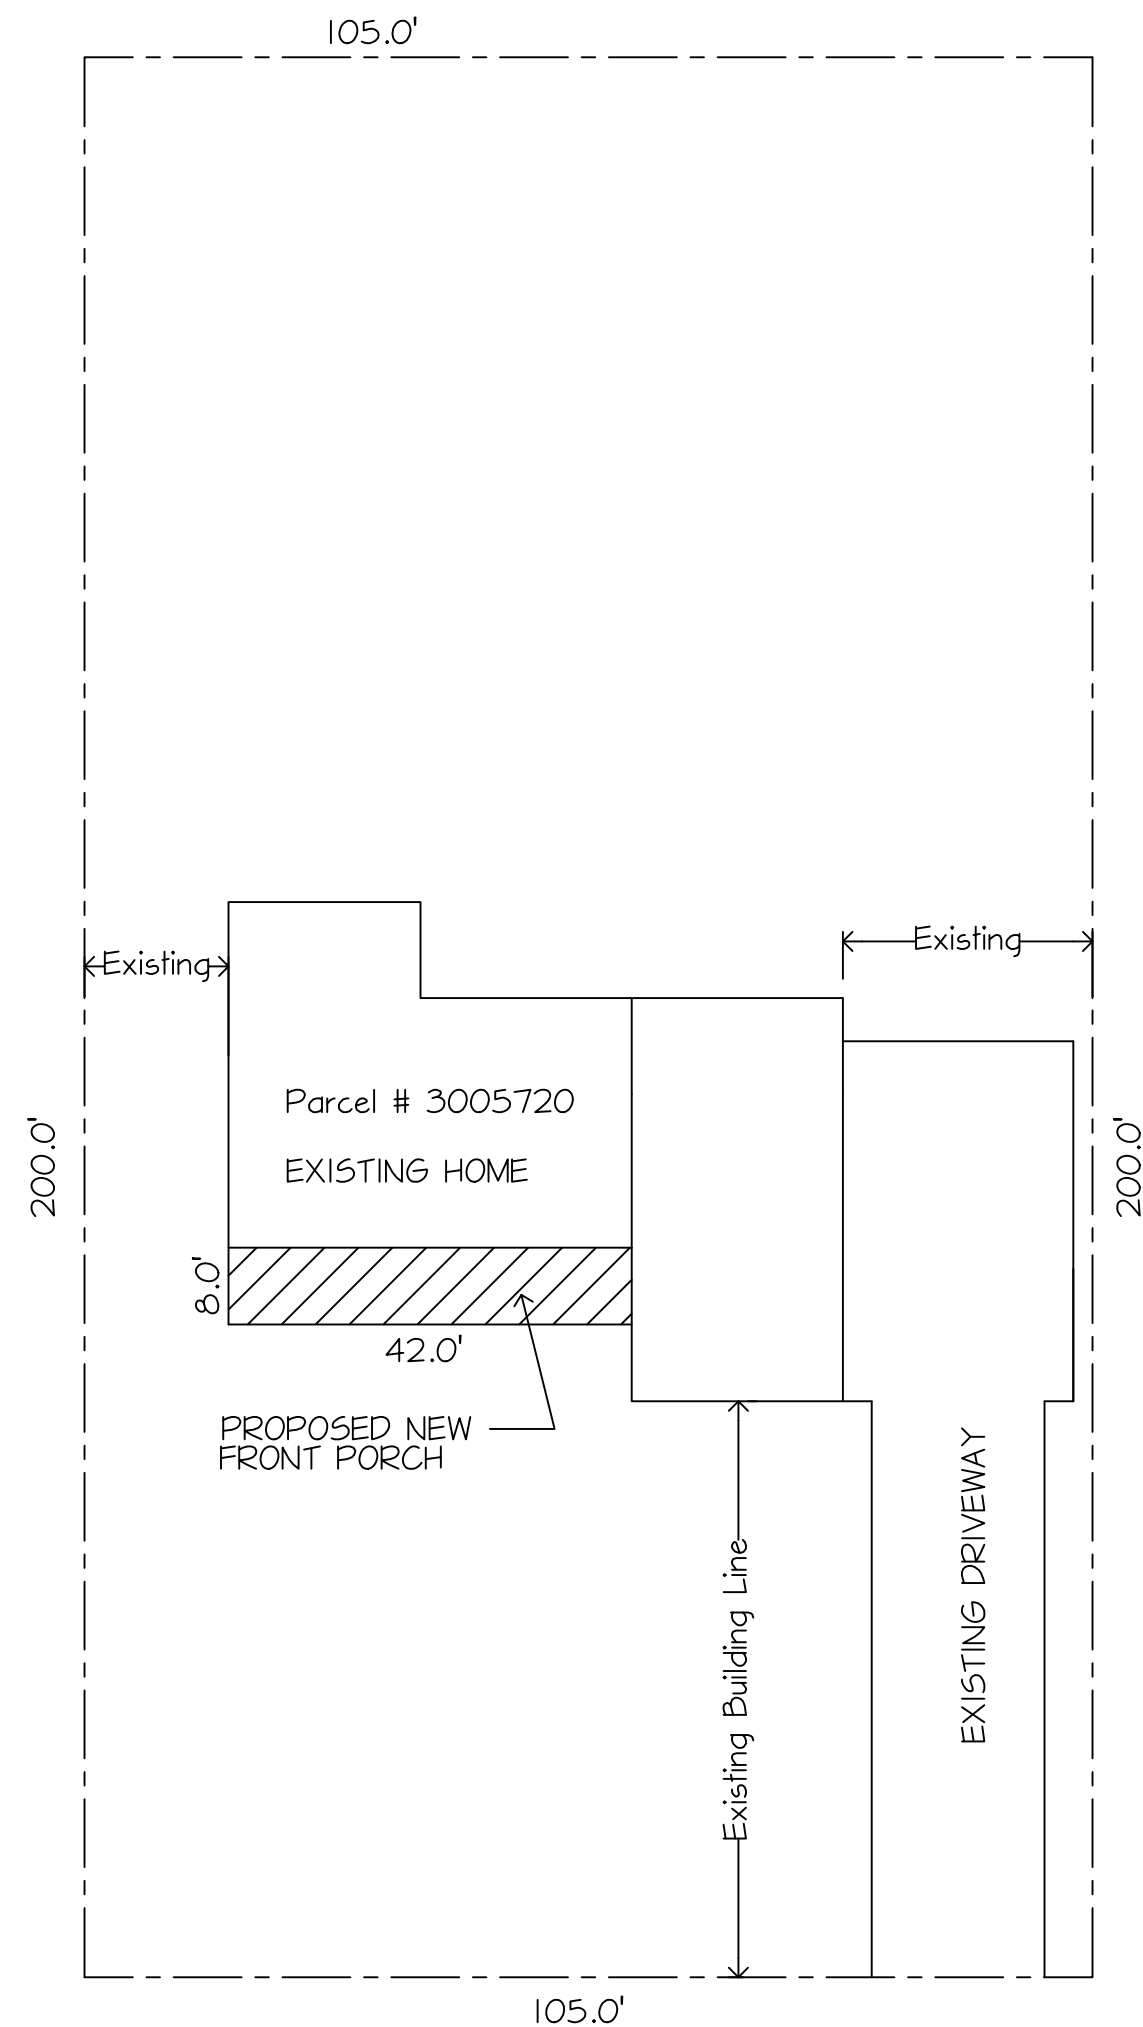 105.0'
Existing
Existing
Parcel # 3005720
EXISTING HOME
200.0'
200.0'
8.0'
42.0'
PROPOSED NEW
FRONT PORCH
Existing Building Line
EXISTING DRIVEWAY
105.0'